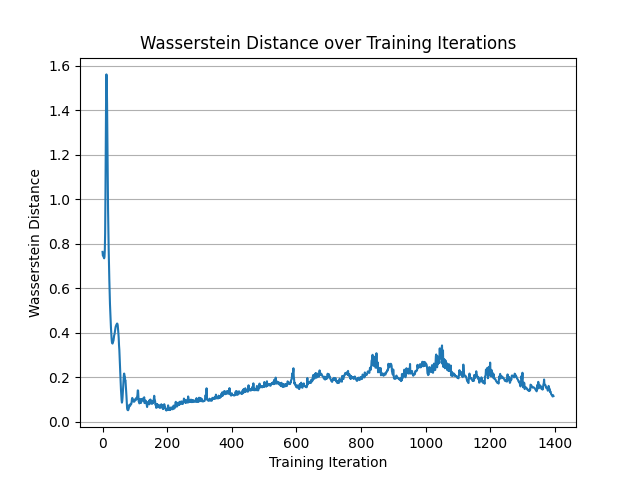 Wasserstein Distance over Training Iterations
Wasserstein Distance
1.6
1.4
1.2
1.0
0.8
0.6
0.4
0.2
0.0
0 200 400 600 800 1000 1200 1400
Training Iteration